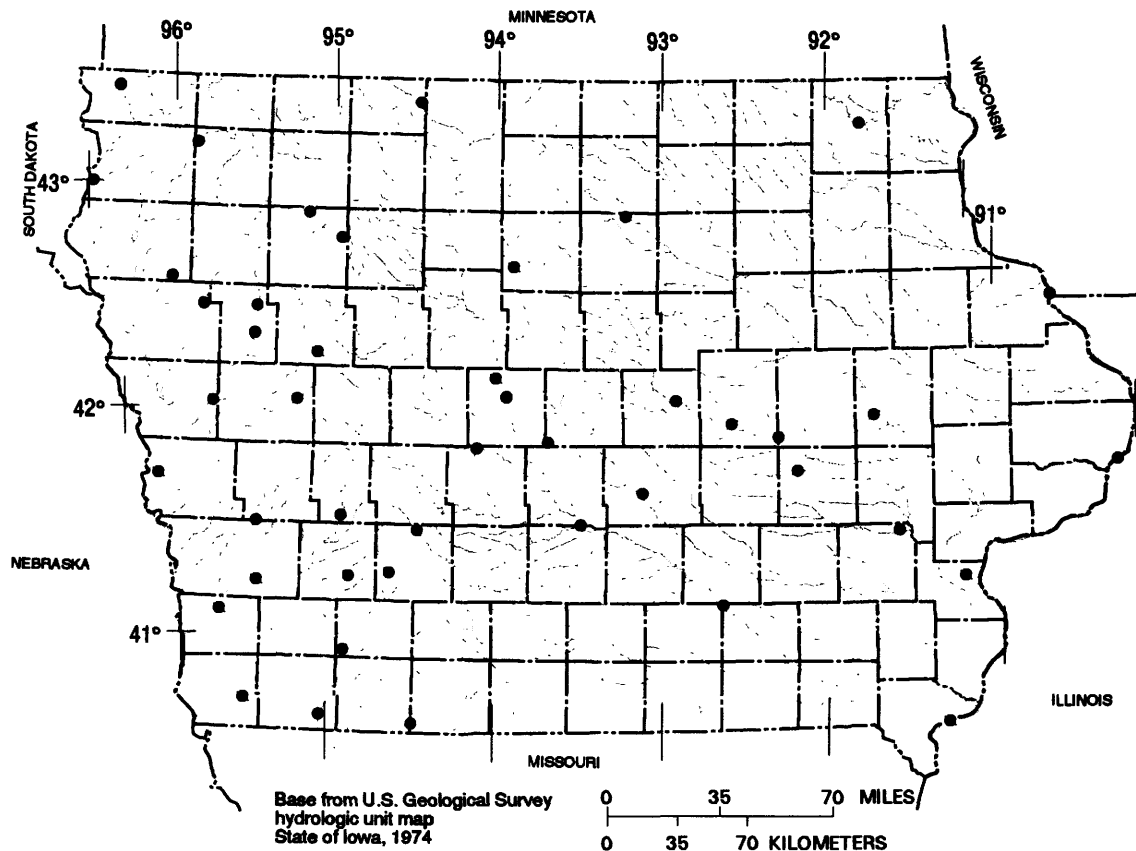 MINNESOTA
96°
95°
94°
93°
92°
WISCONSIN
SOUTH DAKOTA
43°
91°
42°
NEBRASKA
41°
ILLINOIS
MISSOURI
Base from U.S. Geological Survey
hydrologic unit map
State of Iowa, 1974
0 35 70 MILES
0 35 70 KILOMETERS